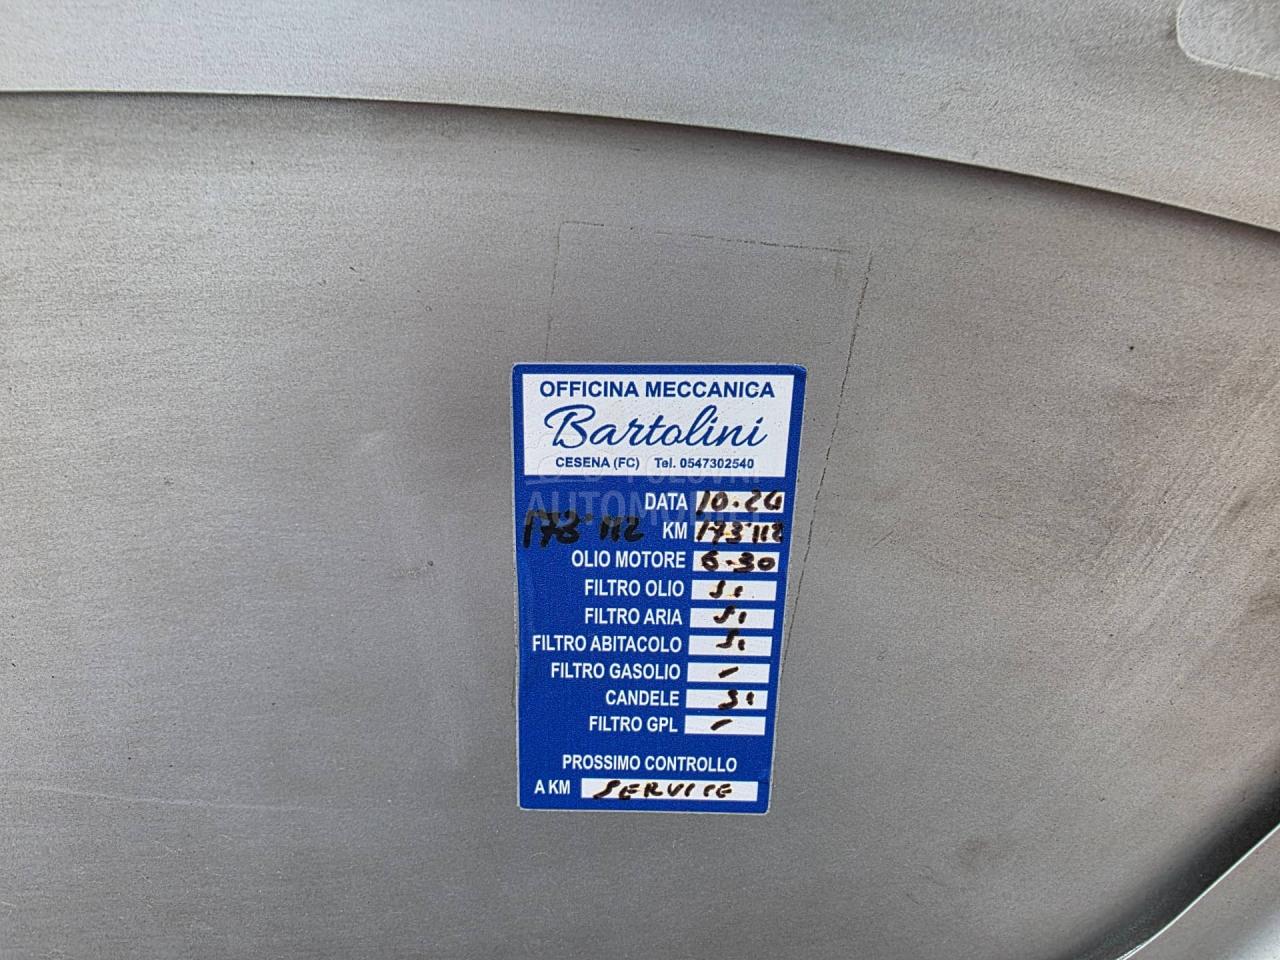 OFFICINA MECCANICA
Bartolini
CESENA (FC) Tel. 0547302540
POLOVNI
AUTOMOBILI
DATA 10.24
178.112 KM 178.112
OLIO MOTORE 5.30
FILTRO OLIO Si
FILTRO ARIA Si
FILTRO ABITACOLO Si
FILTRO GASOLIO -
CANDELE Si
FILTRO GPL -
PROSSIMO CONTROLLO
A KM SERVICE